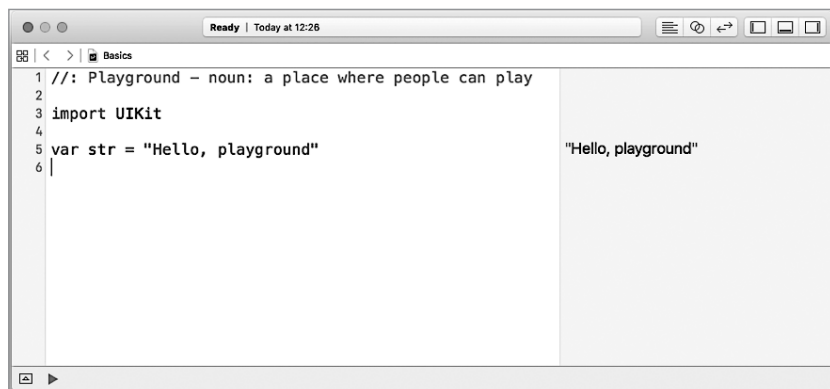 Ready | Today at 12:26
Basics
1 //: Playground – noun: a place where people can play
2
3 import UIKit
4
5 var str = "Hello, playground" "Hello, playground"
6